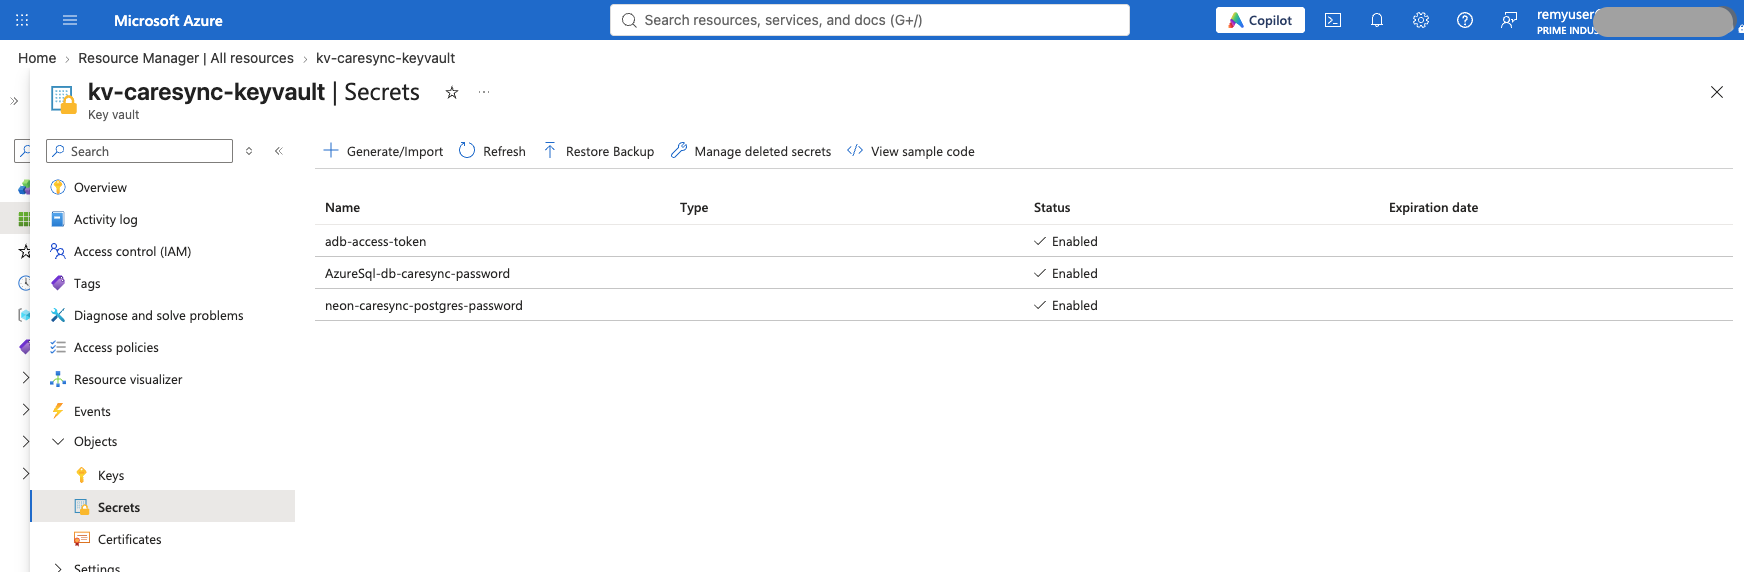 Microsoft Azure
Search resources, services, and docs (G+/)
Copilot
remyuser@
PRIME INDUS
Home > Resource Manager | All resources > kv-caresync-keyvault
kv-caresync-keyvault | Secrets
Key vault
Search
Generate/Import
Refresh
Restore Backup
Manage deleted secrets
View sample code
Overview
Activity log
Access control (IAM)
Tags
Diagnose and solve problems
Access policies
Resource visualizer
Events
Objects
Keys
Secrets
Certificates
Settings
Name Type Status Expiration date
adb-access-token Enabled
AzureSql-db-caresync-password Enabled
neon-caresync-postgres-password Enabled